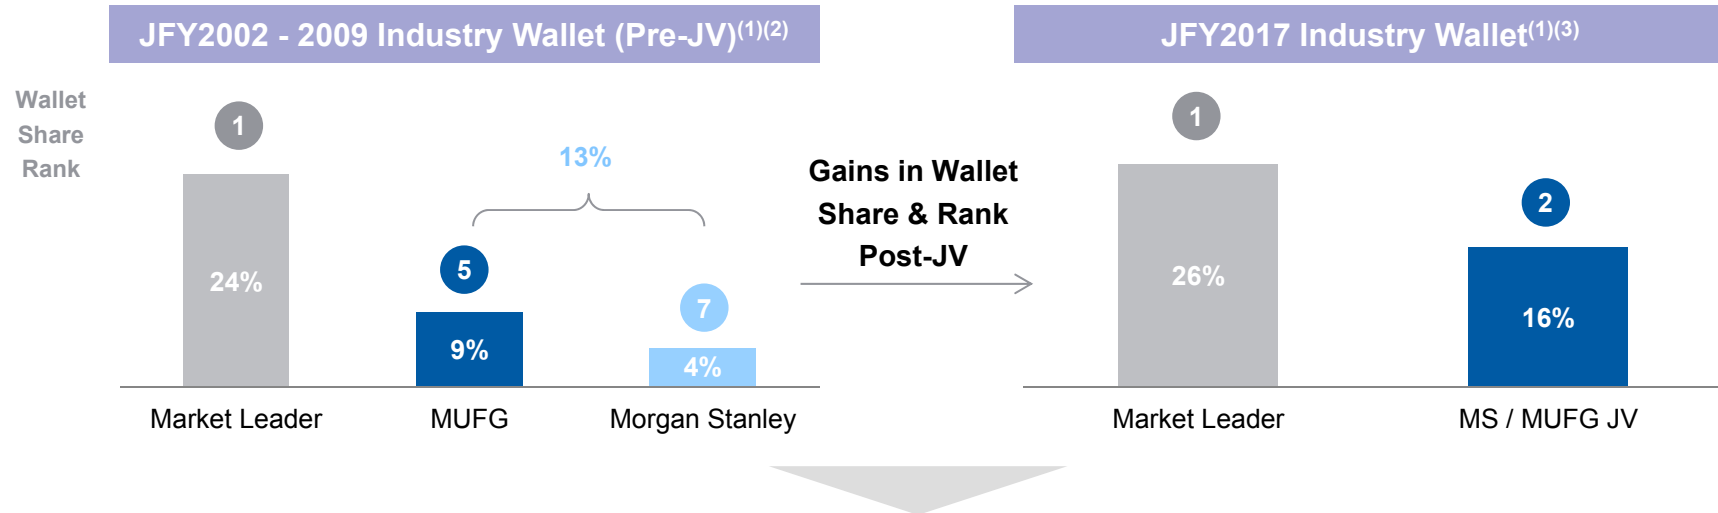 JFY2002 - 2009 Industry Wallet (Pre-JV)(1)(2)
JFY2017 Industry Wallet(1)(3)
Wallet
Share
Rank
1
13%
5
7
24%
9%
4%
Market Leader
MUFG
Morgan Stanley
Gains in Wallet
Share & Rank
Post-JV
1
2
26%
16%
Market Leader
MS / MUFG JV